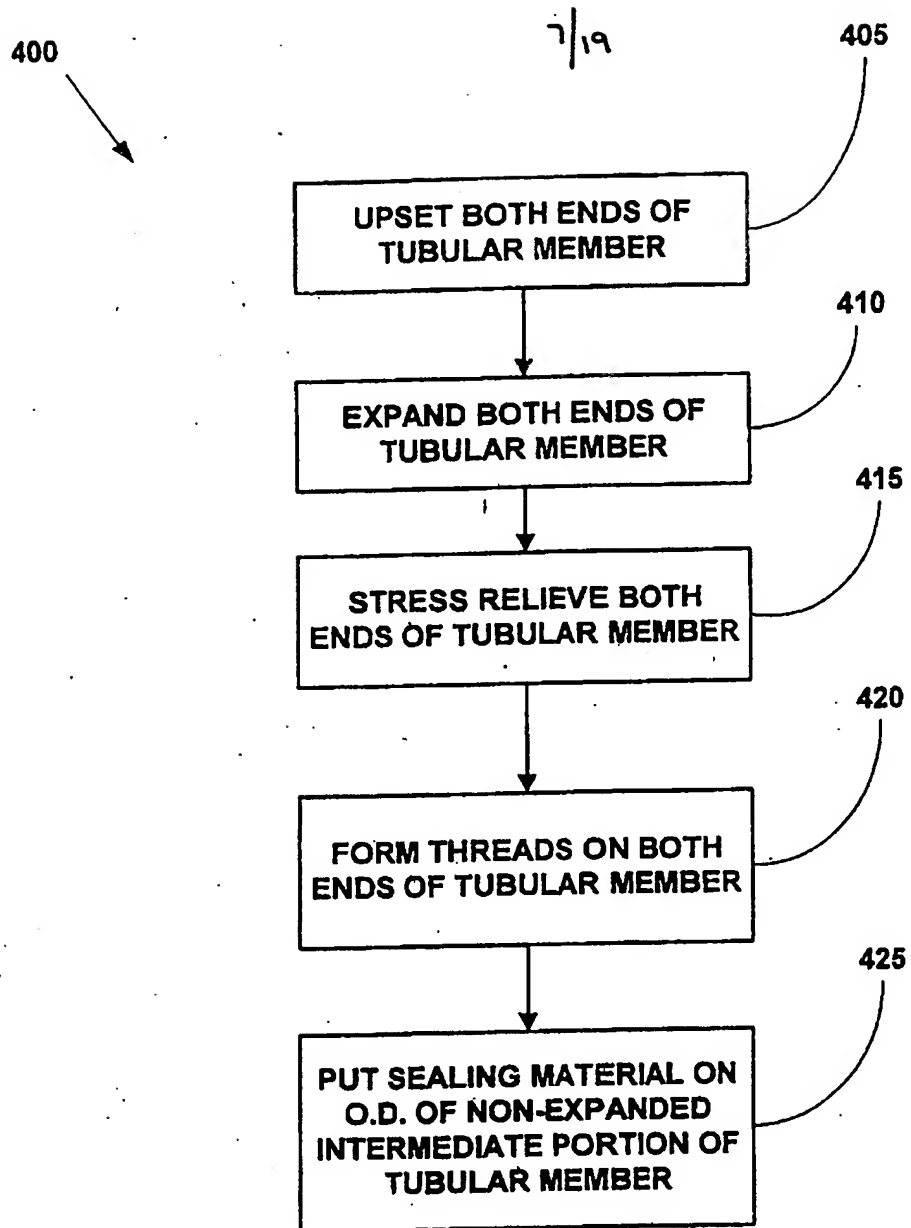 7/19
400
405
UPSET BOTH ENDS OF
TUBULAR MEMBER
410
EXPAND BOTH ENDS OF
TUBULAR MEMBER
415
STRESS RELIEVE BOTH
ENDS OF TUBULAR MEMBER
420
FORM THREADS ON BOTH
ENDS OF TUBULAR MEMBER
425
PUT SEALING MATERIAL ON
O.D. OF NON-EXPANDED
INTERMEDIATE PORTION OF
TUBULAR MEMBER